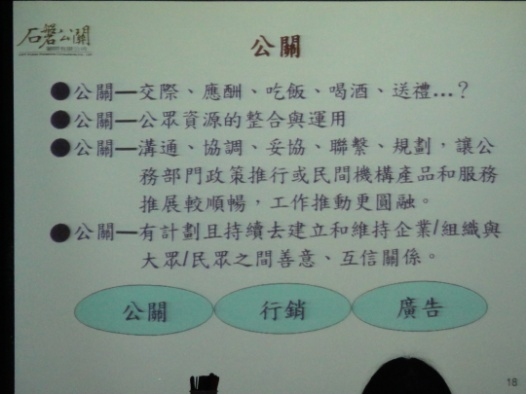 石磐公關
公關
●公關—交際、應酬、吃飯、喝酒、送禮…？
●公關—公眾資源的整合與運用
●公關—溝通、協調、妥協、聯繫、規劃，讓公
務部門政策推行或民間機構產品和服務
推展較順暢，工作推動更圓融。
●公關—有計劃且持續去建立和維持企業/組織與
大眾/民眾之間善意、互信關係。
公關 行銷 廣告
18